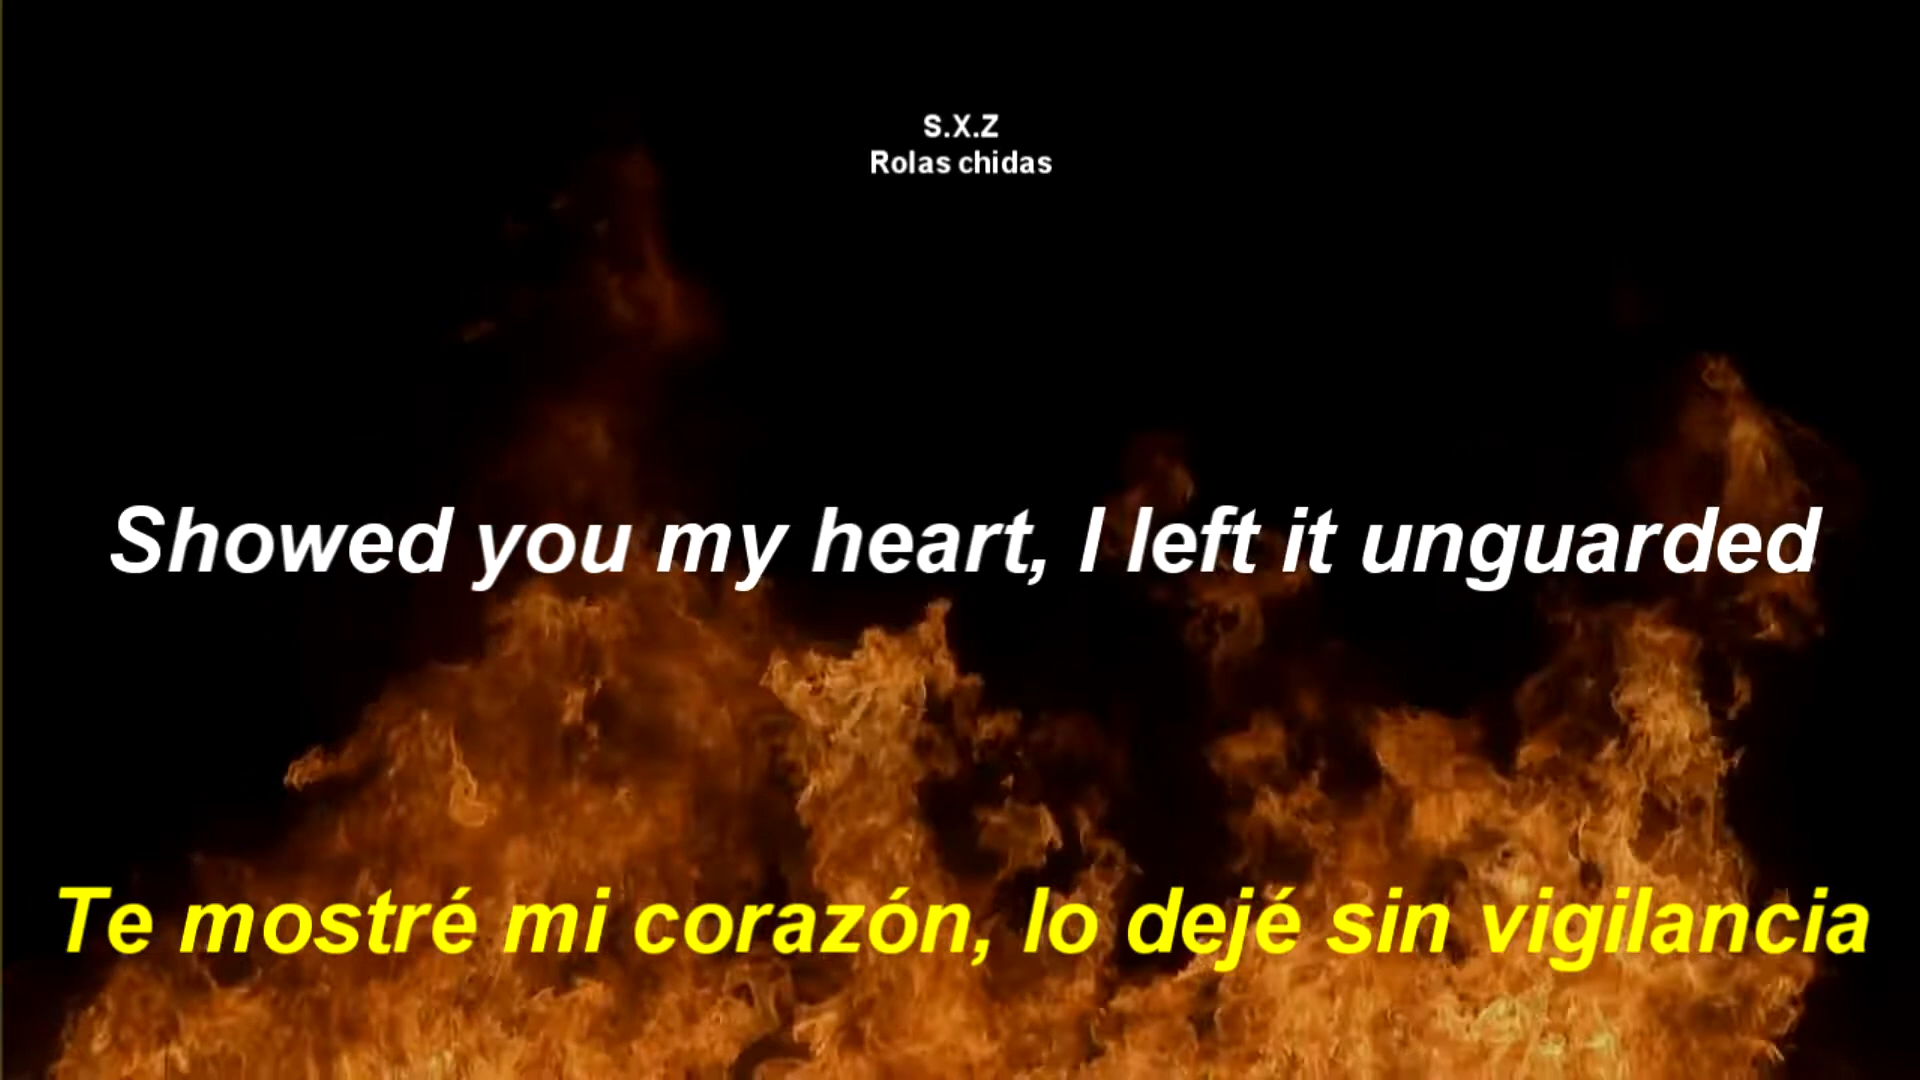 S.X.Z
Rolas chidas
Showed you my heart, I left it unguarded
Te mostré mi corazón, lo dejé sin vigilancia